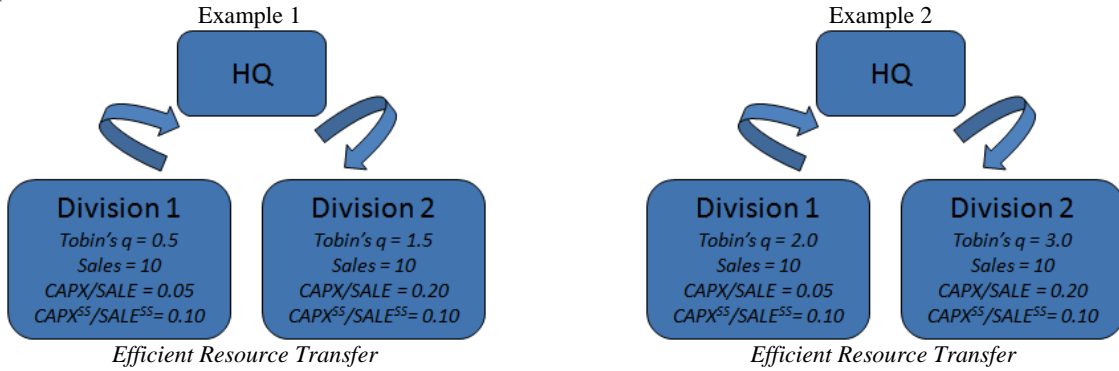 Example 1
HQ
Division 1
Tobin's q = 0.5
Sales = 10
CAPX/SALE = 0.05
CAPX^SS/SALE^SS= 0.10
Division 2
Tobin's q = 1.5
Sales = 10
CAPX/SALE = 0.20
CAPX^SS/SALE^SS= 0.10
Efficient Resource Transfer
Example 2
HQ
Division 1
Tobin's q = 2.0
Sales = 10
CAPX/SALE = 0.05
CAPX^SS/SALE^SS= 0.10
Division 2
Tobin's q = 3.0
Sales = 10
CAPX/SALE = 0.20
CAPX^SS/SALE^SS= 0.10
Efficient Resource Transfer